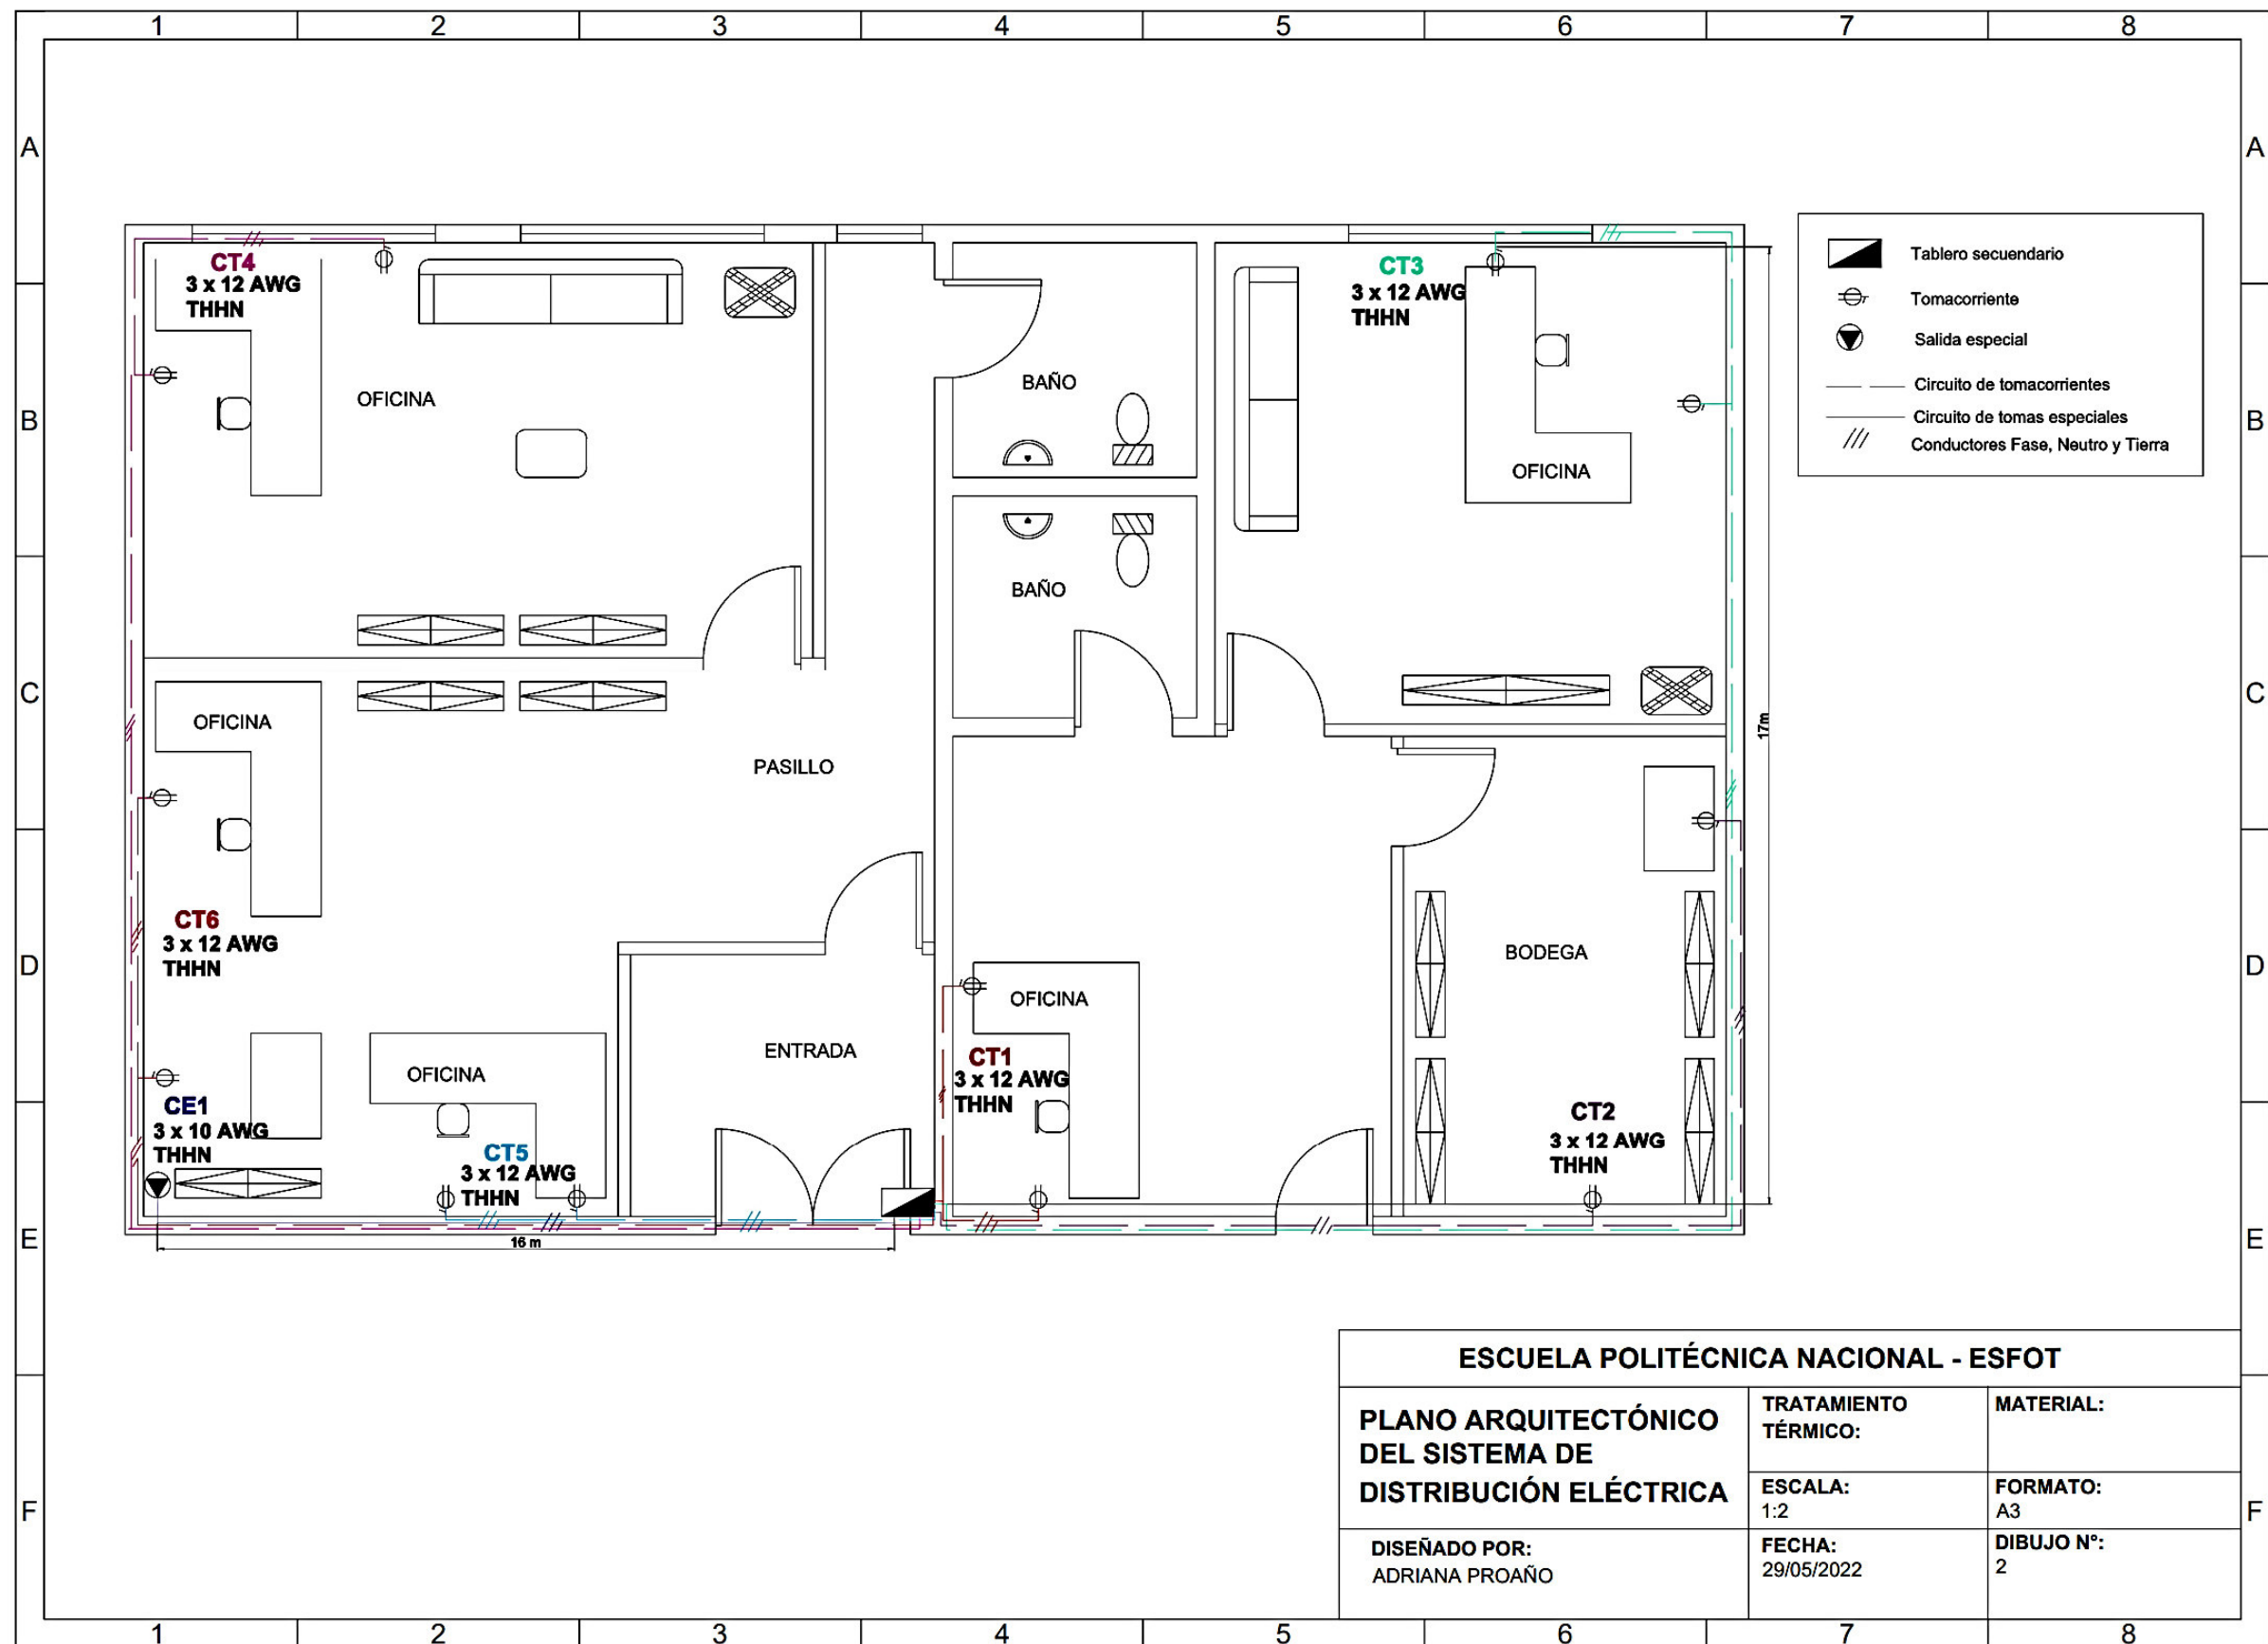 1 2 3 4 5 6 7 8
A A
CT4
3 x 12 AWG
THHN
CT3
3 x 12 AWG
THHN
Tablero secuendario
Tomacorriente
Salida especial
Circuito de tomacorrientes
Circuito de tomas especiales
Conductores Fase, Neutro y Tierra
B B
OFICINA
BAÑO
OFICINA
BAÑO
C C
OFICINA
PASILLO
17m
CT6
3 x 12 AWG
THHN
D D
BODEGA
OFICINA
ENTRADA
OFICINA
CT1
3 x 12 AWG
THHN
CE1
3 x 10 AWG
THHN
CT5
3 x 12 AWG
THHN
CT2
3 x 12 AWG
THHN
E E
16 m
ESCUELA POLITÉCNICA NACIONAL - ESFOT
PLANO ARQUITECTÓNICO
DEL SISTEMA DE
DISTRIBUCIÓN ELÉCTRICA
TRATAMIENTO
TÉRMICO:
MATERIAL:
ESCALA:
1:2
FORMATO:
A3
F F
DISEÑADO POR:
ADRIANA PROAÑO
FECHA:
29/05/2022
DIBUJO N°:
2
1 2 3 4 5 6 7 8